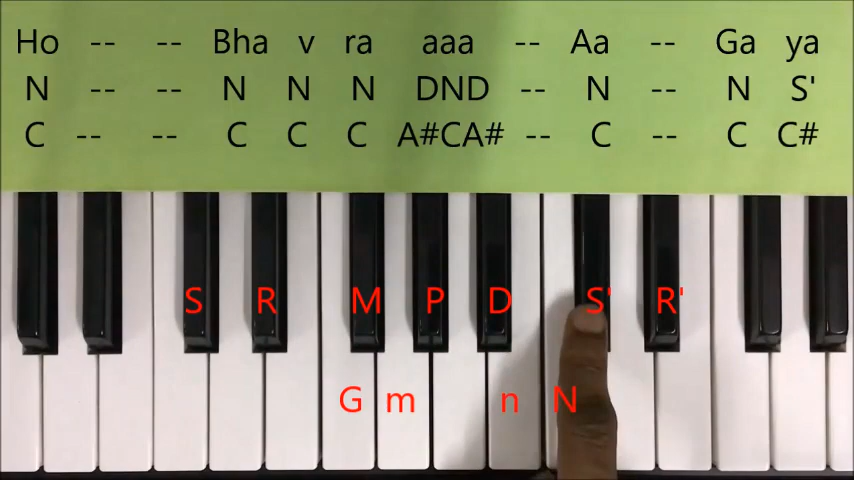 Ho -- -- Bha v ra aaa -- Aa -- Ga ya
N -- -- N N N DND -- N -- N S'
C -- -- C C C A#CA# -- C -- C C#
S R M P D S' R'
G m n N